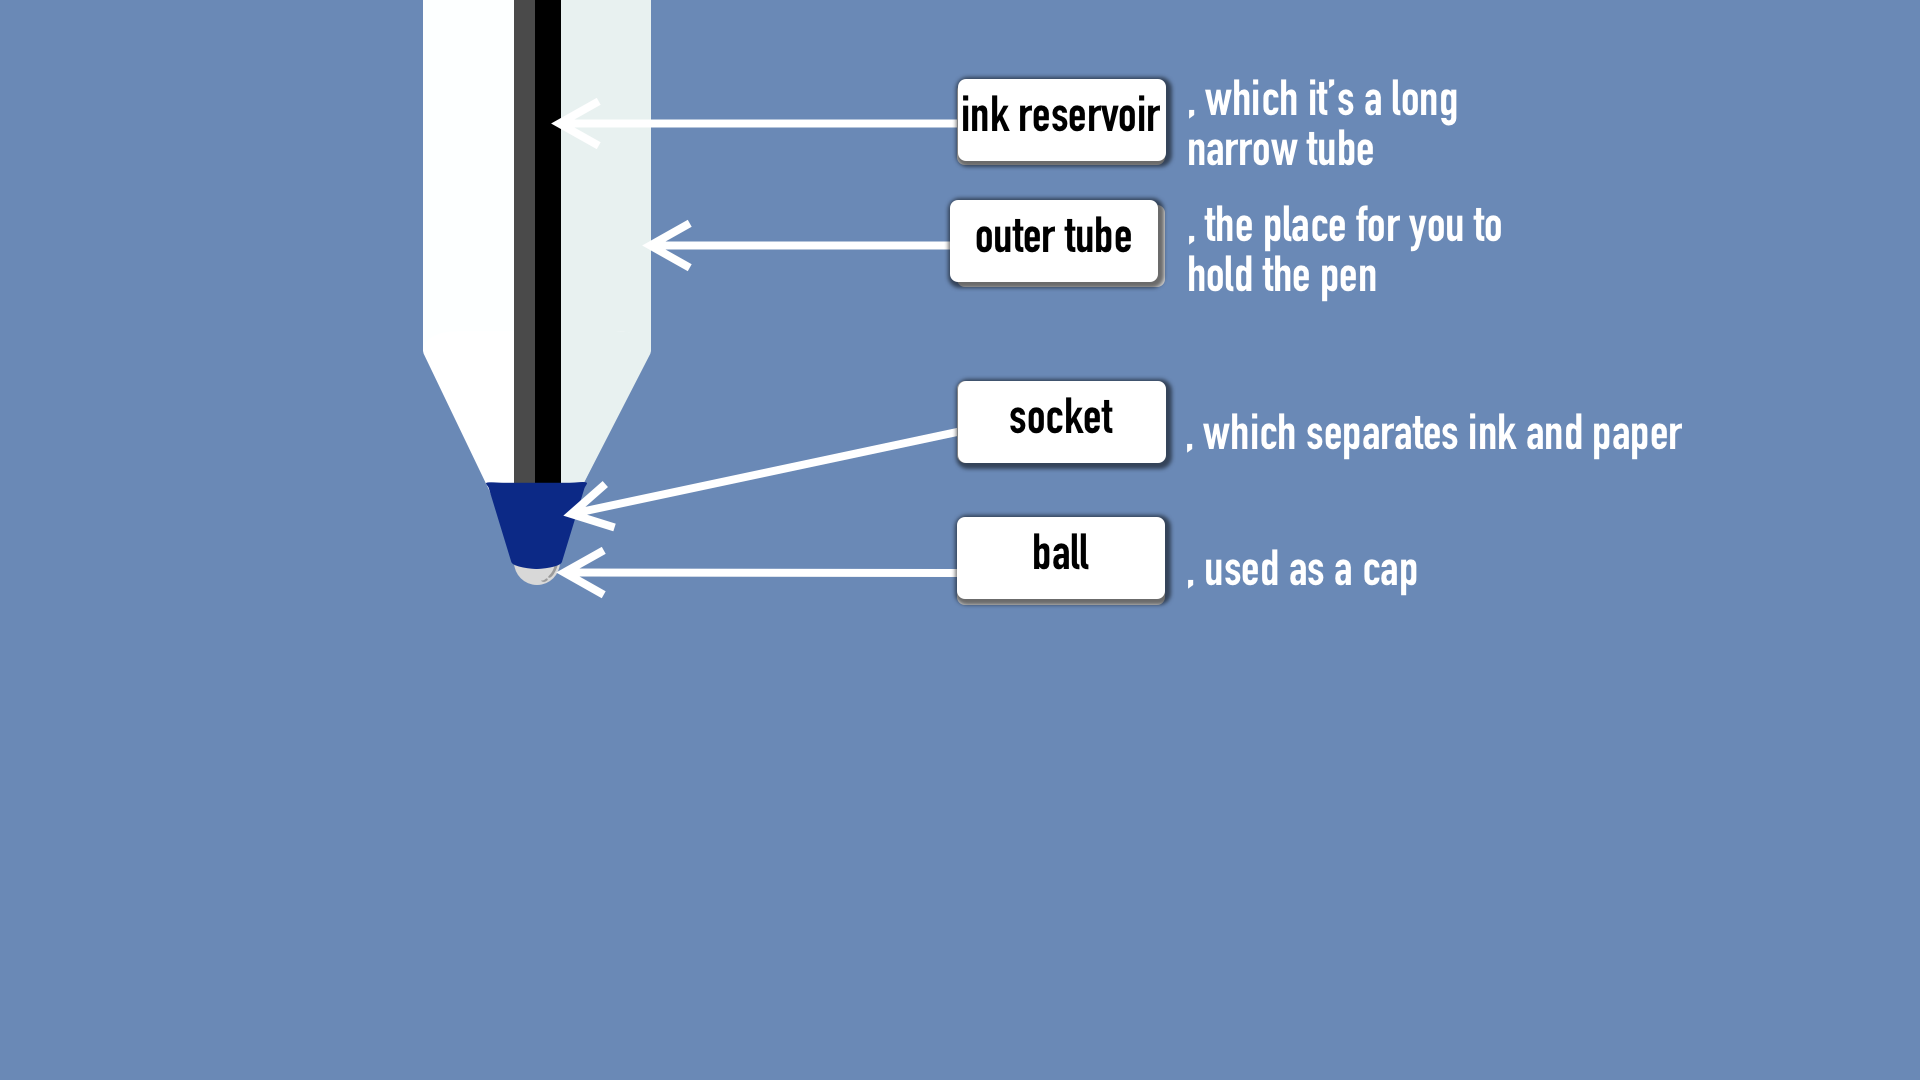 ink reservoir
, which it’s a long
narrow tube
outer tube
, the place for you to
hold the pen
socket
, which separates ink and paper
ball
, used as a cap